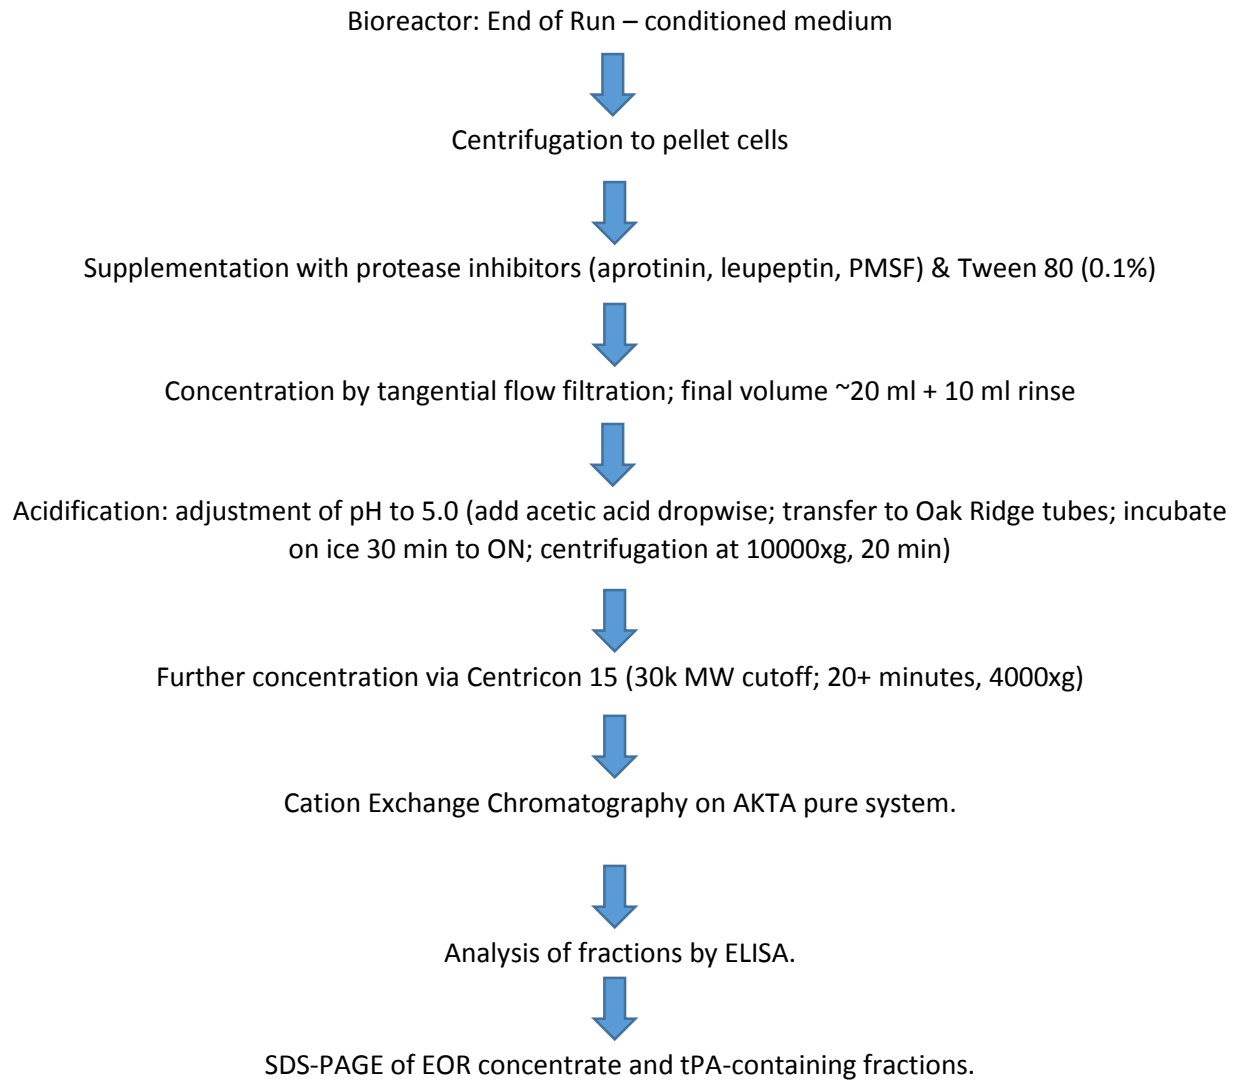 Bioreactor: End of Run – conditioned medium
Centrifugation to pellet cells
Supplementation with protease inhibitors (aprotinin, leupeptin, PMSF) & Tween 80 (0.1%)
Concentration by tangential flow filtration; final volume ~20 ml + 10 ml rinse
Acidification: adjustment of pH to 5.0 (add acetic acid dropwise; transfer to Oak Ridge tubes; incubate
on ice 30 min to ON; centrifugation at 10000xg, 20 min)
Further concentration via Centricon 15 (30k MW cutoff; 20+ minutes, 4000xg)
Cation Exchange Chromatography on AKTA pure system.
Analysis of fractions by ELISA.
SDS-PAGE of EOR concentrate and tPA-containing fractions.